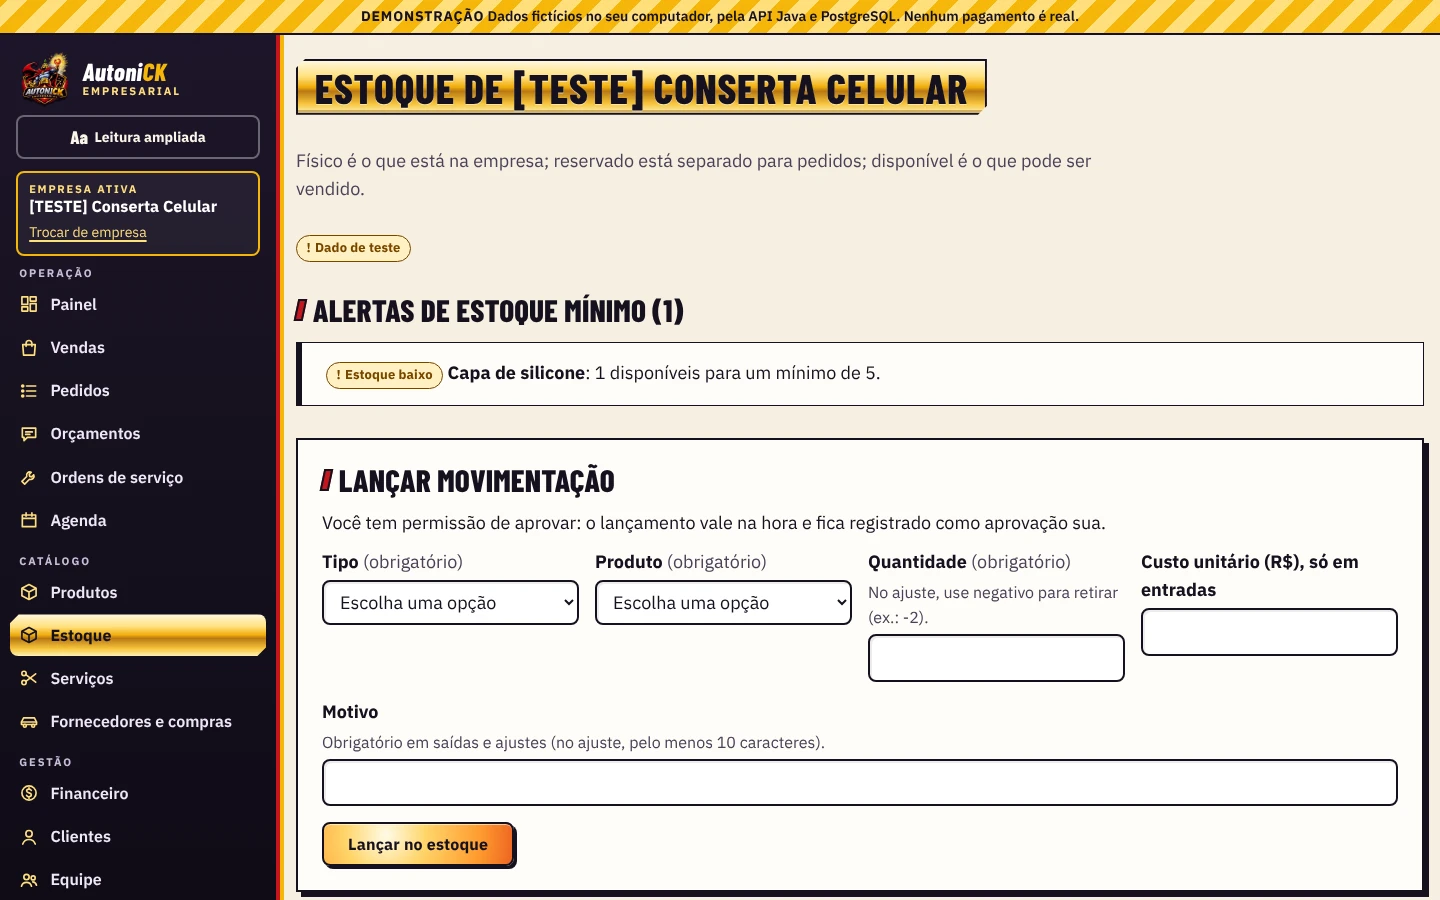 DEMONSTRAÇÃO Dados fictícios no seu computador, pela API Java e PostgreSQL. Nenhum pagamento é real.
AUTONICK
AutoniCK
EMPRESARIAL
Aa Leitura ampliada
EMPRESA ATIVA
[TESTE] Conserta Celular
Trocar de empresa
OPERAÇÃO
Painel
Vendas
Pedidos
Orçamentos
Ordens de serviço
Agenda
CATÁLOGO
Produtos
Estoque
Serviços
Fornecedores e compras
GESTÃO
Financeiro
Clientes
Equipe
ESTOQUE DE [TESTE] CONSERTA CELULAR
Físico é o que está na empresa; reservado está separado para pedidos; disponível é o que pode ser
vendido.
! Dado de teste
ALERTAS DE ESTOQUE MÍNIMO (1)
! Estoque baixo Capa de silicone: 1 disponíveis para um mínimo de 5.
LANÇAR MOVIMENTAÇÃO
Você tem permissão de aprovar: o lançamento vale na hora e fica registrado como aprovação sua.
Tipo (obrigatório)
Escolha uma opção
Produto (obrigatório)
Escolha uma opção
Quantidade (obrigatório)
No ajuste, use negativo para retirar
(ex.: -2).
Custo unitário (R$), só em
entradas
Motivo
Obrigatório em saídas e ajustes (no ajuste, pelo menos 10 caracteres).
Lançar no estoque